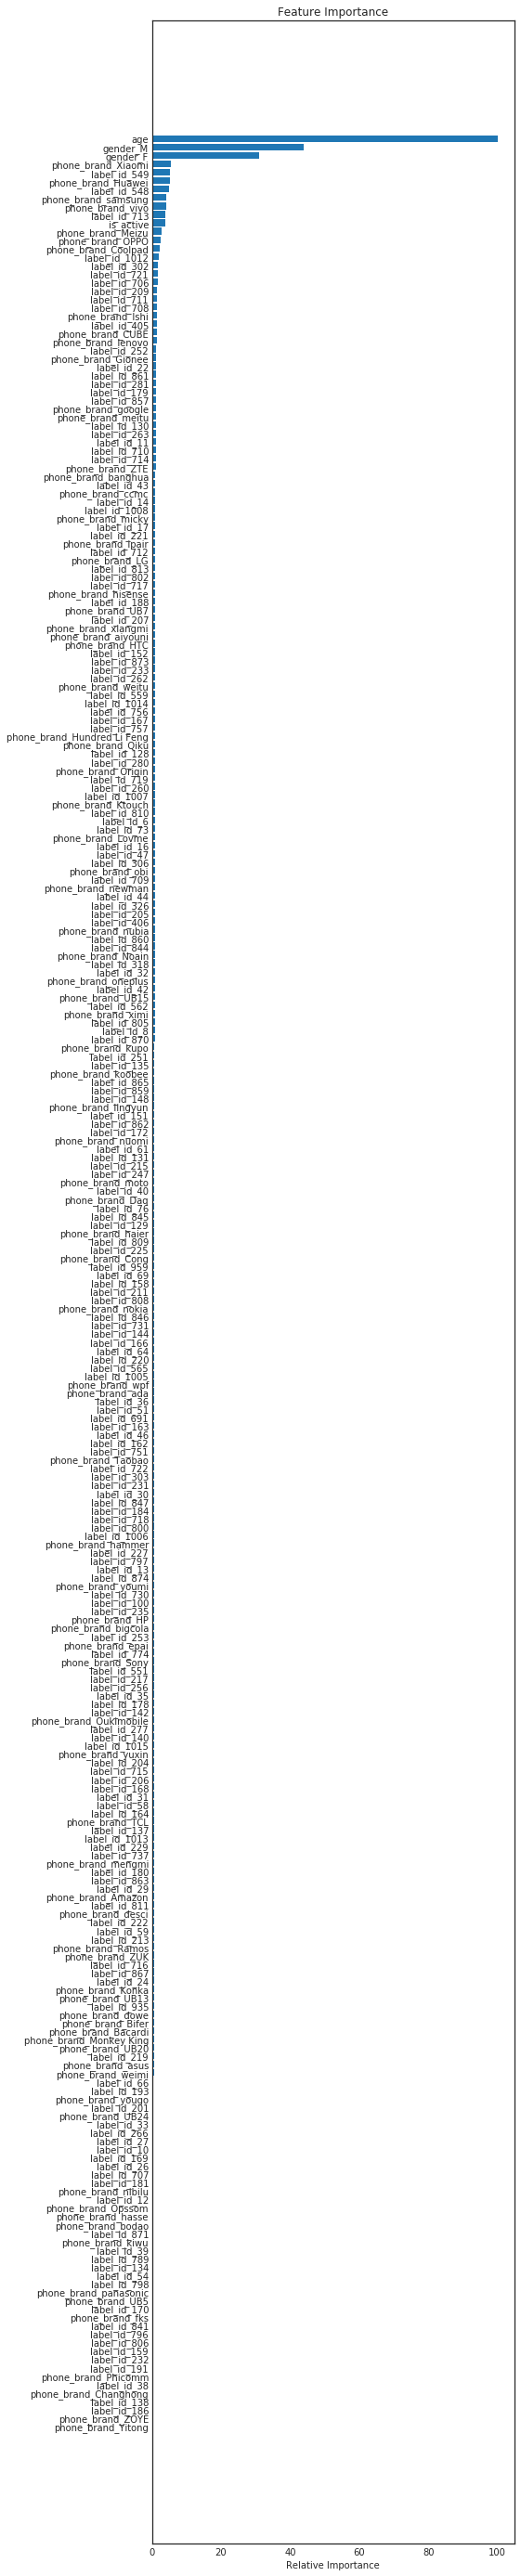 Feature Importance
age
gender_M
gender_F
phone_brand_Xiaomi
label_id_549
phone_brand_Huawei
label_id_548
phone_brand_samsung
phone_brand_vivo
label_id_713
is_active
phone_brand_Meizu
phone_brand_OPPO
phone_brand_Coolpad
label_id_1012
label_id_302
label_id_721
label_id_706
label_id_209
label_id_711
label_id_708
phone_brand_lshi
label_id_405
phone_brand_CUBE
phone_brand_lenovo
label_id_252
phone_brand_Gionee
label_id_22
label_id_861
label_id_281
label_id_179
label_id_857
phone_brand_google
phone_brand_meitu
label_id_130
label_id_263
label_id_11
label_id_710
label_id_714
phone_brand_ZTE
phone_brand_banghua
label_id_43
phone_brand_ccmc
label_id_14
label_id_1008
phone_brand_micky
label_id_17
label_id_221
phone_brand_lpair
label_id_712
phone_brand_LG
label_id_813
label_id_802
label_id_717
phone_brand_hisense
label_id_188
phone_brand_UB7
label_id_207
phone_brand_xiangmi
phone_brand_aiyouni
phone_brand_HTC
label_id_152
label_id_873
label_id_233
label_id_262
phone_brand_weitu
label_id_559
label_id_1014
label_id_756
label_id_167
label_id_757
phone_brand_Hundred Li Feng
phone_brand_Qiku
label_id_128
label_id_280
phone_brand_Origin
label_id_719
label_id_260
label_id_1007
phone_brand_Ktouch
label_id_810
label_id_6
label_id_73
phone_brand_Lovme
label_id_16
label_id_47
label_id_306
phone_brand_obi
label_id_709
phone_brand_newman
label_id_44
label_id_326
label_id_205
label_id_406
phone_brand_nubia
label_id_860
label_id_844
phone_brand_Noain
label_id_318
label_id_32
phone_brand_oneplus
label_id_42
phone_brand_UB15
label_id_562
phone_brand_ximi
label_id_805
label_id_8
label_id_870
phone_brand_kupo
label_id_251
label_id_135
phone_brand_koobee
label_id_865
label_id_859
label_id_148
phone_brand_lingyun
label_id_151
label_id_862
label_id_172
phone_brand_nuomi
label_id_61
label_id_131
label_id_215
label_id_247
phone_brand_moto
label_id_40
phone_brand_Daq
label_id_76
label_id_845
label_id_129
phone_brand_haier
label_id_809
label_id_225
phone_brand_Cong
label_id_959
label_id_69
label_id_158
label_id_211
label_id_808
phone_brand_nokia
label_id_846
label_id_731
label_id_144
label_id_166
label_id_64
label_id_220
label_id_565
label_id_1005
phone_brand_wpf
phone_brand_ada
label_id_36
label_id_51
label_id_691
label_id_163
label_id_46
label_id_162
label_id_751
phone_brand_Taobao
label_id_722
label_id_303
label_id_231
label_id_30
label_id_847
label_id_184
label_id_718
label_id_800
label_id_1006
phone_brand_hammer
label_id_227
label_id_797
label_id_13
label_id_874
phone_brand_youmi
label_id_730
label_id_100
label_id_235
phone_brand_HP
phone_brand_bigcola
label_id_253
phone_brand_epai
label_id_774
phone_brand_Sony
label_id_551
label_id_217
label_id_256
label_id_35
label_id_178
label_id_142
phone_brand_Oukimobile
label_id_277
label_id_140
label_id_1015
phone_brand_yuxin
label_id_204
label_id_715
label_id_206
label_id_168
label_id_31
label_id_58
label_id_164
phone_brand_TCL
label_id_137
label_id_1013
label_id_229
label_id_737
phone_brand_mengmi
label_id_180
label_id_863
label_id_29
phone_brand_Amazon
label_id_811
phone_brand_desci
label_id_222
label_id_59
label_id_213
phone_brand_Ramos
phone_brand_ZUK
label_id_716
label_id_867
label_id_24
phone_brand_Konka
phone_brand_UB13
label_id_935
phone_brand_dowe
phone_brand_Bifer
phone_brand_Bacardi
phone_brand_Monkey King
phone_brand_UB20
label_id_219
phone_brand_asus
phone_brand_weimi
label_id_66
label_id_193
phone_brand_yougo
label_id_201
phone_brand_UB24
label_id_33
label_id_266
label_id_27
label_id_10
label_id_169
label_id_26
label_id_707
label_id_181
phone_brand_nibilu
label_id_12
phone_brand_Opssom
phone_brand_hasse
phone_brand_bodao
label_id_871
phone_brand_kiwu
label_id_39
label_id_789
label_id_134
label_id_54
label_id_798
phone_brand_panasonic
phone_brand_UB5
label_id_170
phone_brand_fks
label_id_841
label_id_796
label_id_806
label_id_159
label_id_232
label_id_191
phone_brand_Phicomm
label_id_38
phone_brand_Changhong
label_id_138
label_id_186
phone_brand_ZOYE
phone_brand_Yitong
0 20 40 60 80 100
Relative Importance